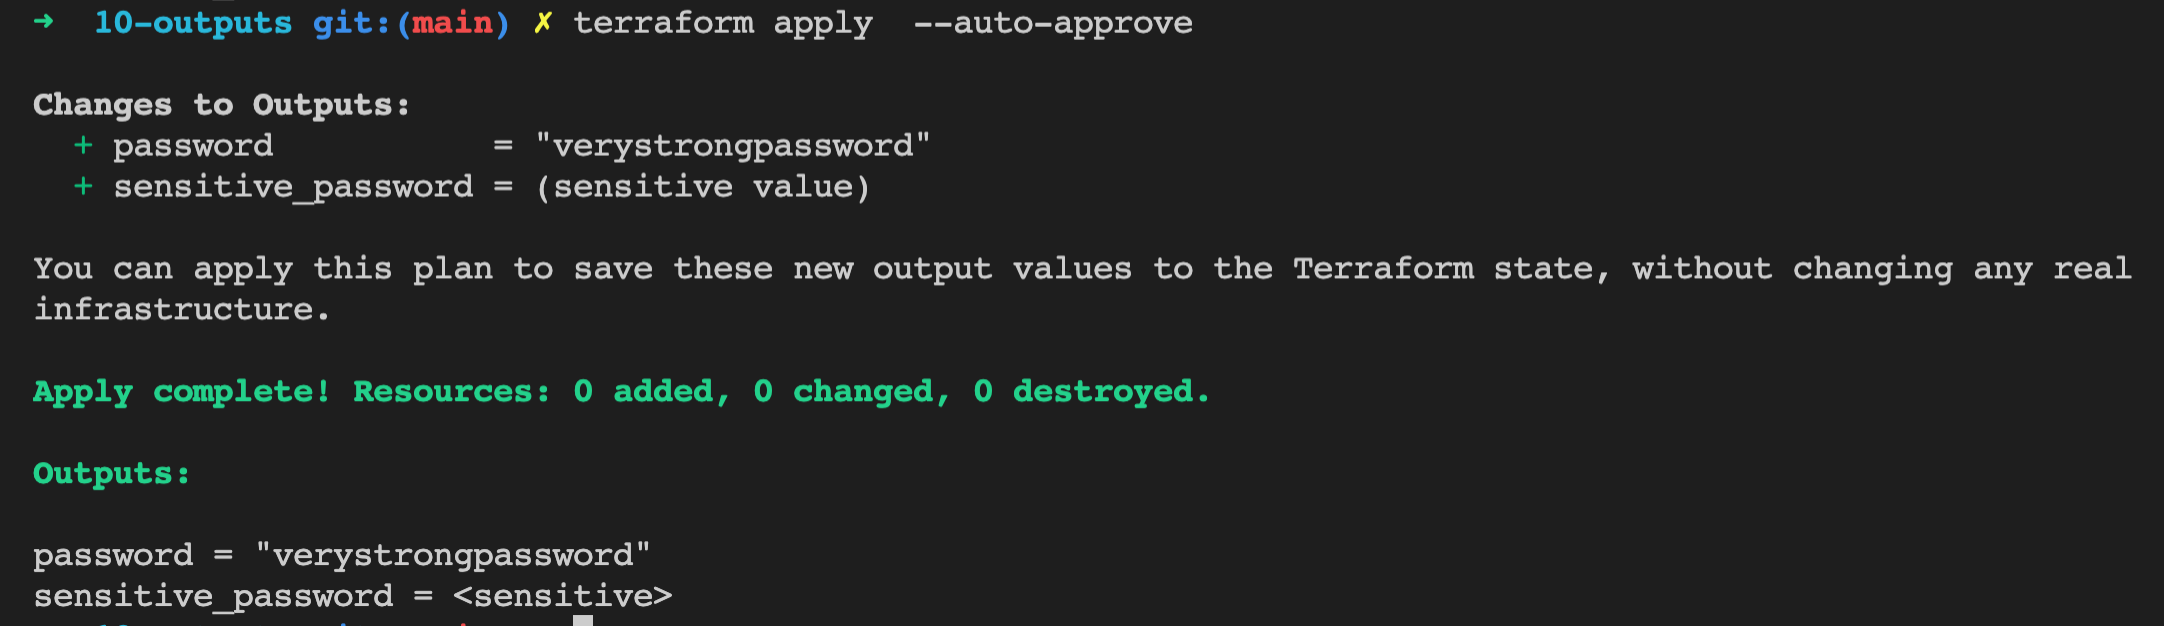 ➜  10-outputs git:(main) ✗ terraform apply  --auto-approve
Changes to Outputs:
  + password           = "verystrongpassword"
  + sensitive_password = (sensitive value)
You can apply this plan to save these new output values to the Terraform state, without changing any real
infrastructure.
Apply complete! Resources: 0 added, 0 changed, 0 destroyed.
Outputs:
password = "verystrongpassword"
sensitive_password = <sensitive>